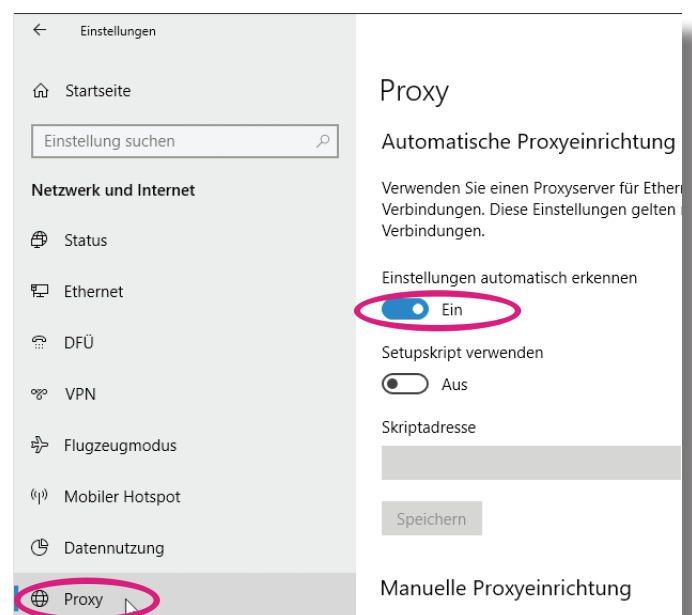 Einstellungen
Startseite
Einstellung suchen
Netzwerk und Internet
Status
Ethernet
DFÜ
VPN
Flugzeugmodus
Mobiler Hotspot
Datennutzung
Proxy
Proxy
Automatische Proxyeinrichtung
Verwenden Sie einen Proxyserver für
Verbindungen. Diese Einstellungen gelten
Verbindungen.
Einstellungen automatisch erkennen
Ein
Setupskript verwenden
Aus
Skriptadresse
Speichern
Manuelle Proxyeinrichtung